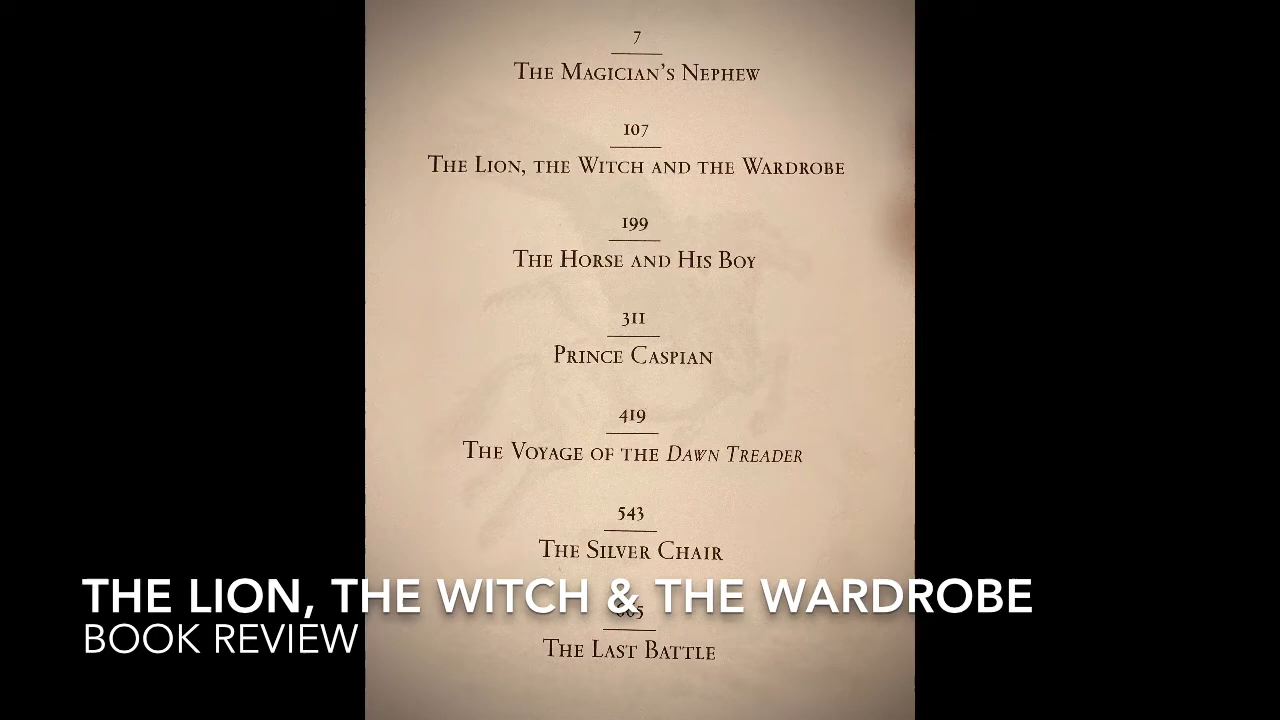 7
THE MAGICIAN'S NEPHEW
107
THE LION, THE WITCH AND THE WARDROBE
199
THE HORSE AND HIS BOY
311
PRINCE CASPIAN
419
THE VOYAGE OF THE DAWN TREADER
543
THE SILVER CHAIR
THE LION, THE WITCH & THE WARDROBE
BOOK REVIEW
THE LAST BATTLE